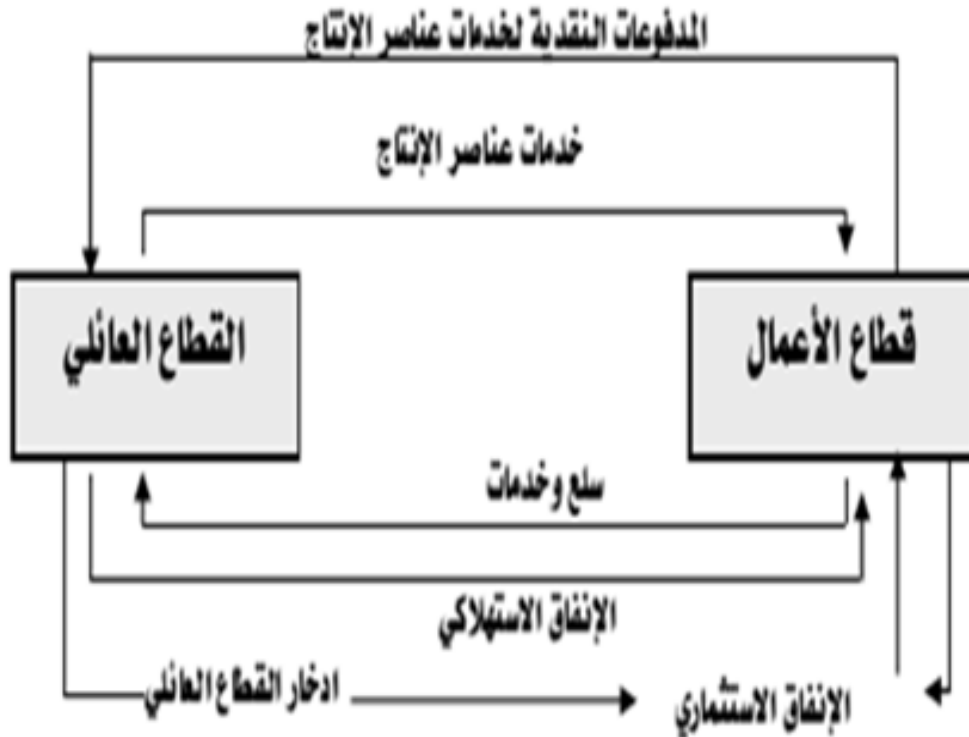 المدفوعات النقدية لخدمات عناصر الإنتاج
خدمات عناصر الإنتاج
قطاع الأعمال
القطاع العائلي
سلع وخدمات
الإنفاق الاستهلاكي
ادخار القطاع العائلي
الإنفاق الاستثماري